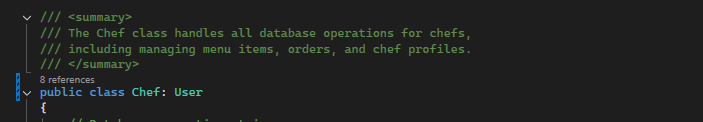 /// <summary>
/// The Chef class handles all database operations for chefs,
/// including managing menu items, orders, and chef profiles.
/// </summary>
8 references
public class Chef: User
{